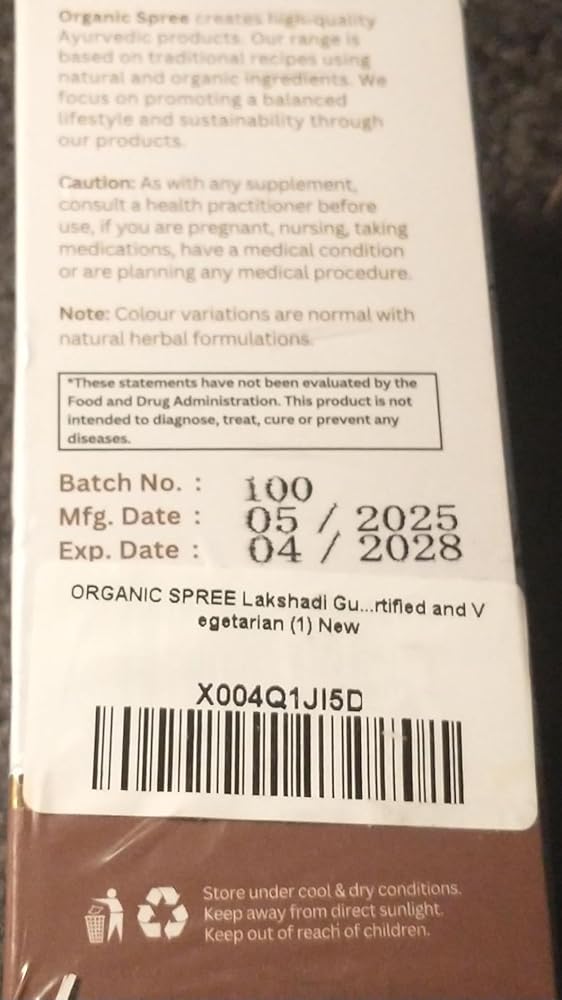 Organic Spree creates high-quality
Ayurvedic products. Our range is
based on traditional recipes using
natural and organic ingredients. We
focus on promoting a balanced
lifestyle and sustainability through
our products.
Caution: As with any supplement,
consult a health practitioner before
use, if you are pregnant, nursing, taking
medications, have a medical condition
or are planning any medical procedure.
Note: Colour variations are normal with
natural herbal formulations.
*These statements have not been evaluated by the
Food and Drug Administration. This product is not
intended to diagnose, treat, cure or prevent any
diseases.
Batch No. : 100
Mfg. Date : 05 / 2025
Exp. Date : 04 / 2028
ORGANIC SPREE Lakshadi Gu...rtified and V
egetarian (1) New
X004Q1JI5D
Store under cool & dry conditions.
Keep away from direct sunlight.
Keep out of reach of children.